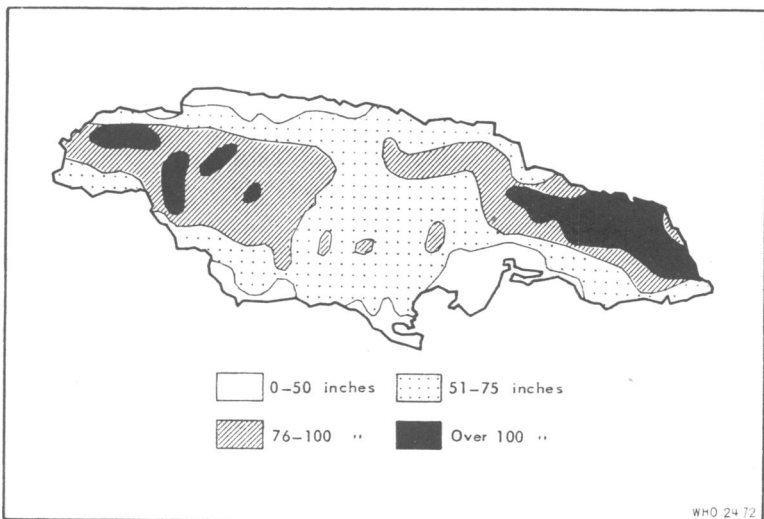 0–50 inches
51–75 inches
76–100 "
Over 100 "
WHO 24 72